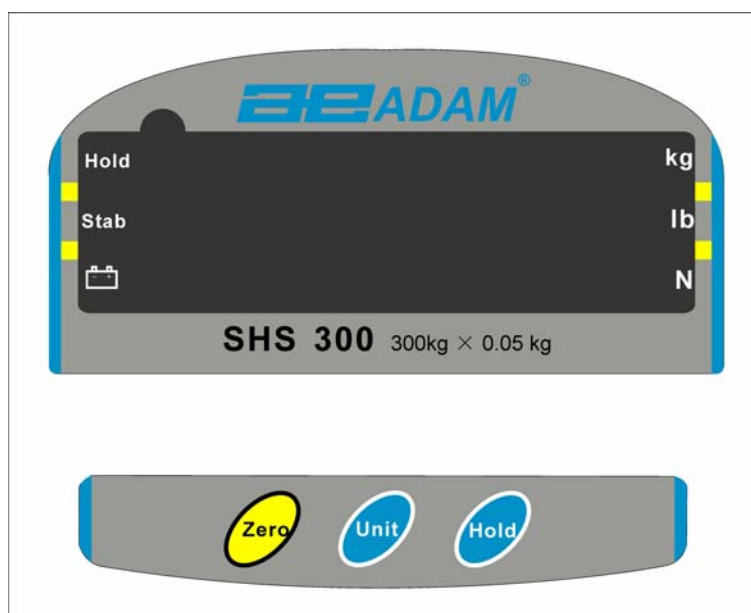 æ ADAM®
Hold kg
Stab lb
N
SHS 300 300kg × 0.05 kg
Zero Unit Hold